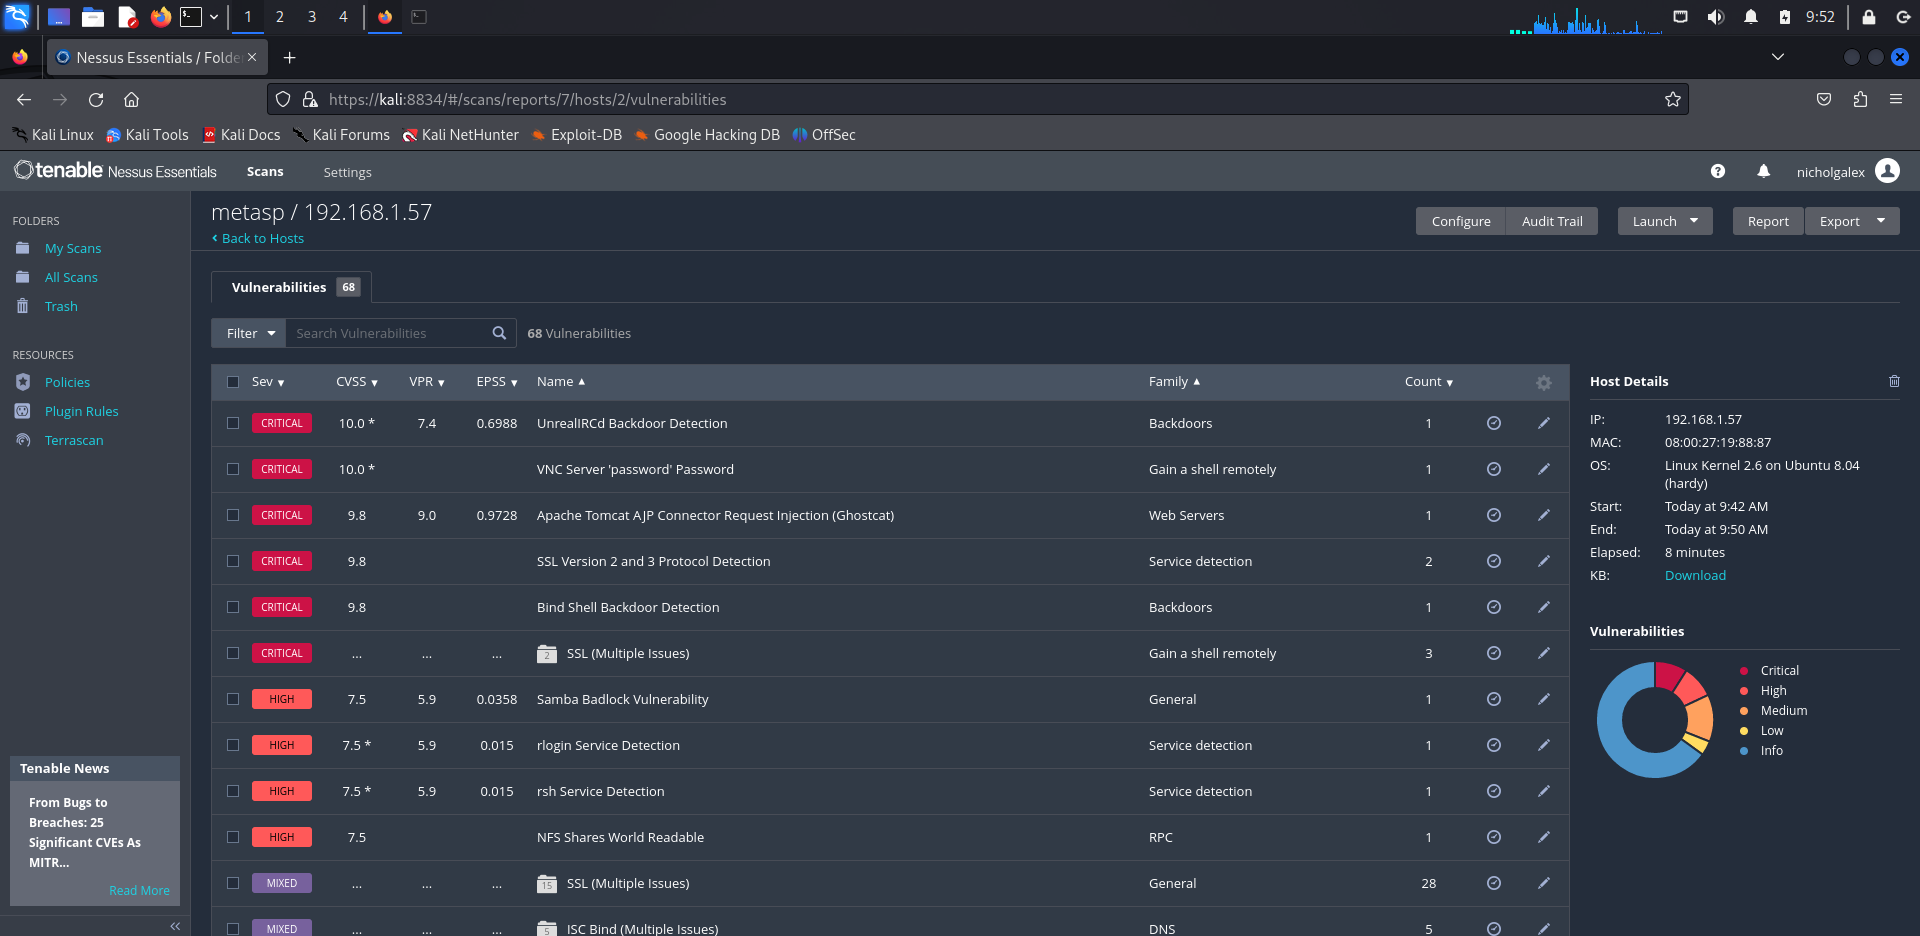 1 2 3 4 9:52
Nessus Essentials / Folde
https://kali:8834/#/scans/reports/7/hosts/2/vulnerabilities
Kali Linux Kali Tools Kali Docs Kali Forums Kali NetHunter Exploit-DB Google Hacking DB OffSec
tenable Nessus Essentials Scans Settings nicholgalex
FOLDERS
My Scans
All Scans
Trash
RESOURCES
Policies
Plugin Rules
Terrascan
Tenable News
From Bugs to
Breaches: 25
Significant CVEs As
MITR...
Read More
metasp / 192.168.1.57
Back to Hosts
Configure Audit Trail Launch Report Export
Vulnerabilities 68
Filter Search Vulnerabilities 68 Vulnerabilities
Sev CVSS VPR EPSS Name Family Count
CRITICAL 10.0 * 7.4 0.6988 UnrealIRCd Backdoor Detection Backdoors 1
CRITICAL 10.0 * VNC Server 'password' Password Gain a shell remotely 1
CRITICAL 9.8 9.0 0.9728 Apache Tomcat AJP Connector Request Injection (Ghostcat) Web Servers 1
CRITICAL 9.8 SSL Version 2 and 3 Protocol Detection Service detection 2
CRITICAL 9.8 Bind Shell Backdoor Detection Backdoors 1
CRITICAL ... ... ... 2 SSL (Multiple Issues) Gain a shell remotely 3
HIGH 7.5 5.9 0.0358 Samba Badlock Vulnerability General 1
HIGH 7.5 * 5.9 0.015 rlogin Service Detection Service detection 1
HIGH 7.5 * 5.9 0.015 rsh Service Detection Service detection 1
HIGH 7.5 NFS Shares World Readable RPC 1
MIXED ... ... ... 15 SSL (Multiple Issues) General 28
MIXED ... ... ... 5 ISC Bind (Multiple Issues) DNS 5
Host Details
IP: 192.168.1.57
MAC: 08:00:27:19:88:87
OS: Linux Kernel 2.6 on Ubuntu 8.04
(hardy)
Start: Today at 9:42 AM
End: Today at 9:50 AM
Elapsed: 8 minutes
KB: Download
Vulnerabilities
Critical
High
Medium
Low
Info